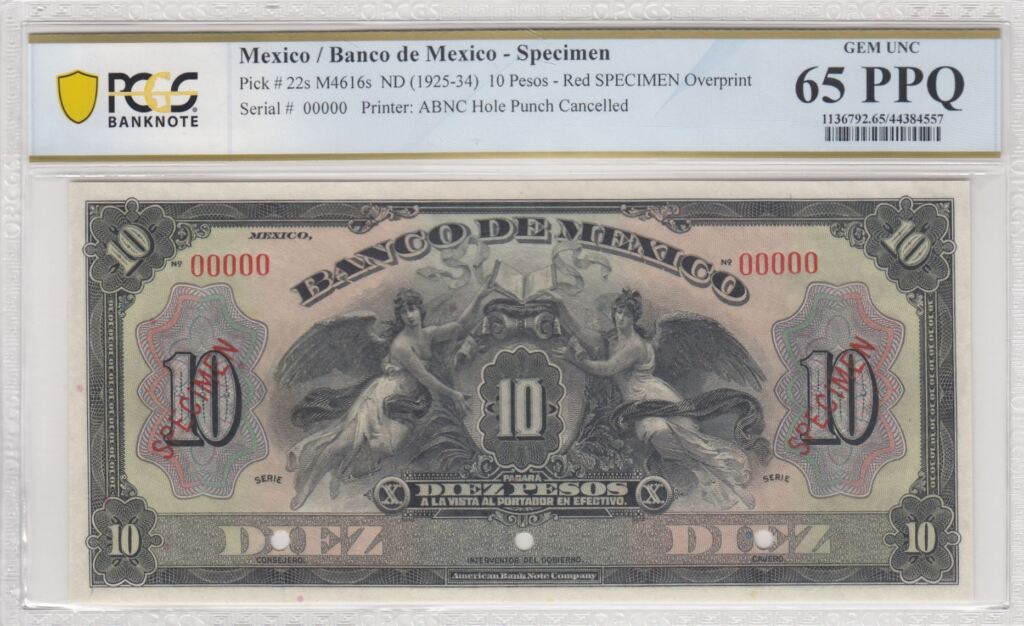 PCGS
BANKNOTE
Mexico / Banco de Mexico - Specimen
Pick # 22s M4616s ND (1925-34) 10 Pesos - Red SPECIMEN Overprint
Serial # 00000 Printer: ABNC Hole Punch Cancelled
GEM UNC
65 PPQ
1136792.65/44384557
10
10
MEXICO,
BANCO DE MEXICO
Nº 00000
Nº 00000
10
SPECIMEN
10
10
SPECIMEN
SERIE
SERIE
PAGARA
X DIEZ PESOS X
A LA VISTA AL PORTADOR EN EFECTIVO.
10
DIEZ
DIEZ
10
CONSEJERO.
INTERVENTOR DEL GOBIERNO.
CAJERO.
American Bank Note Company